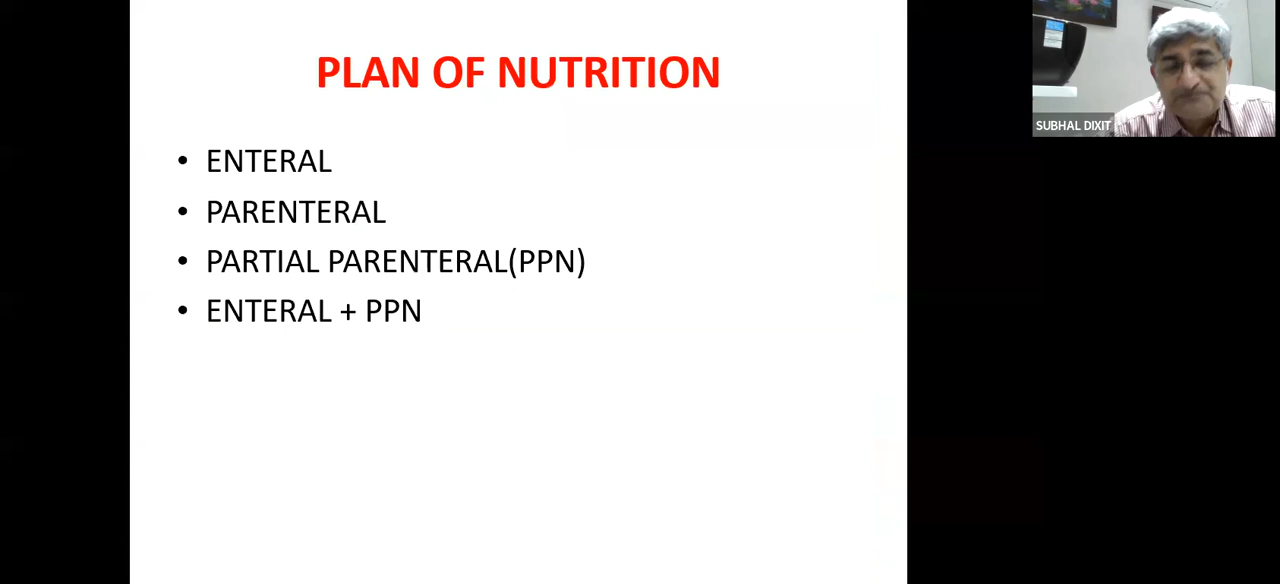 PLAN OF NUTRITION
• ENTERAL
• PARENTERAL
• PARTIAL PARENTERAL(PPN)
• ENTERAL + PPN
SUBHAL DIXIT